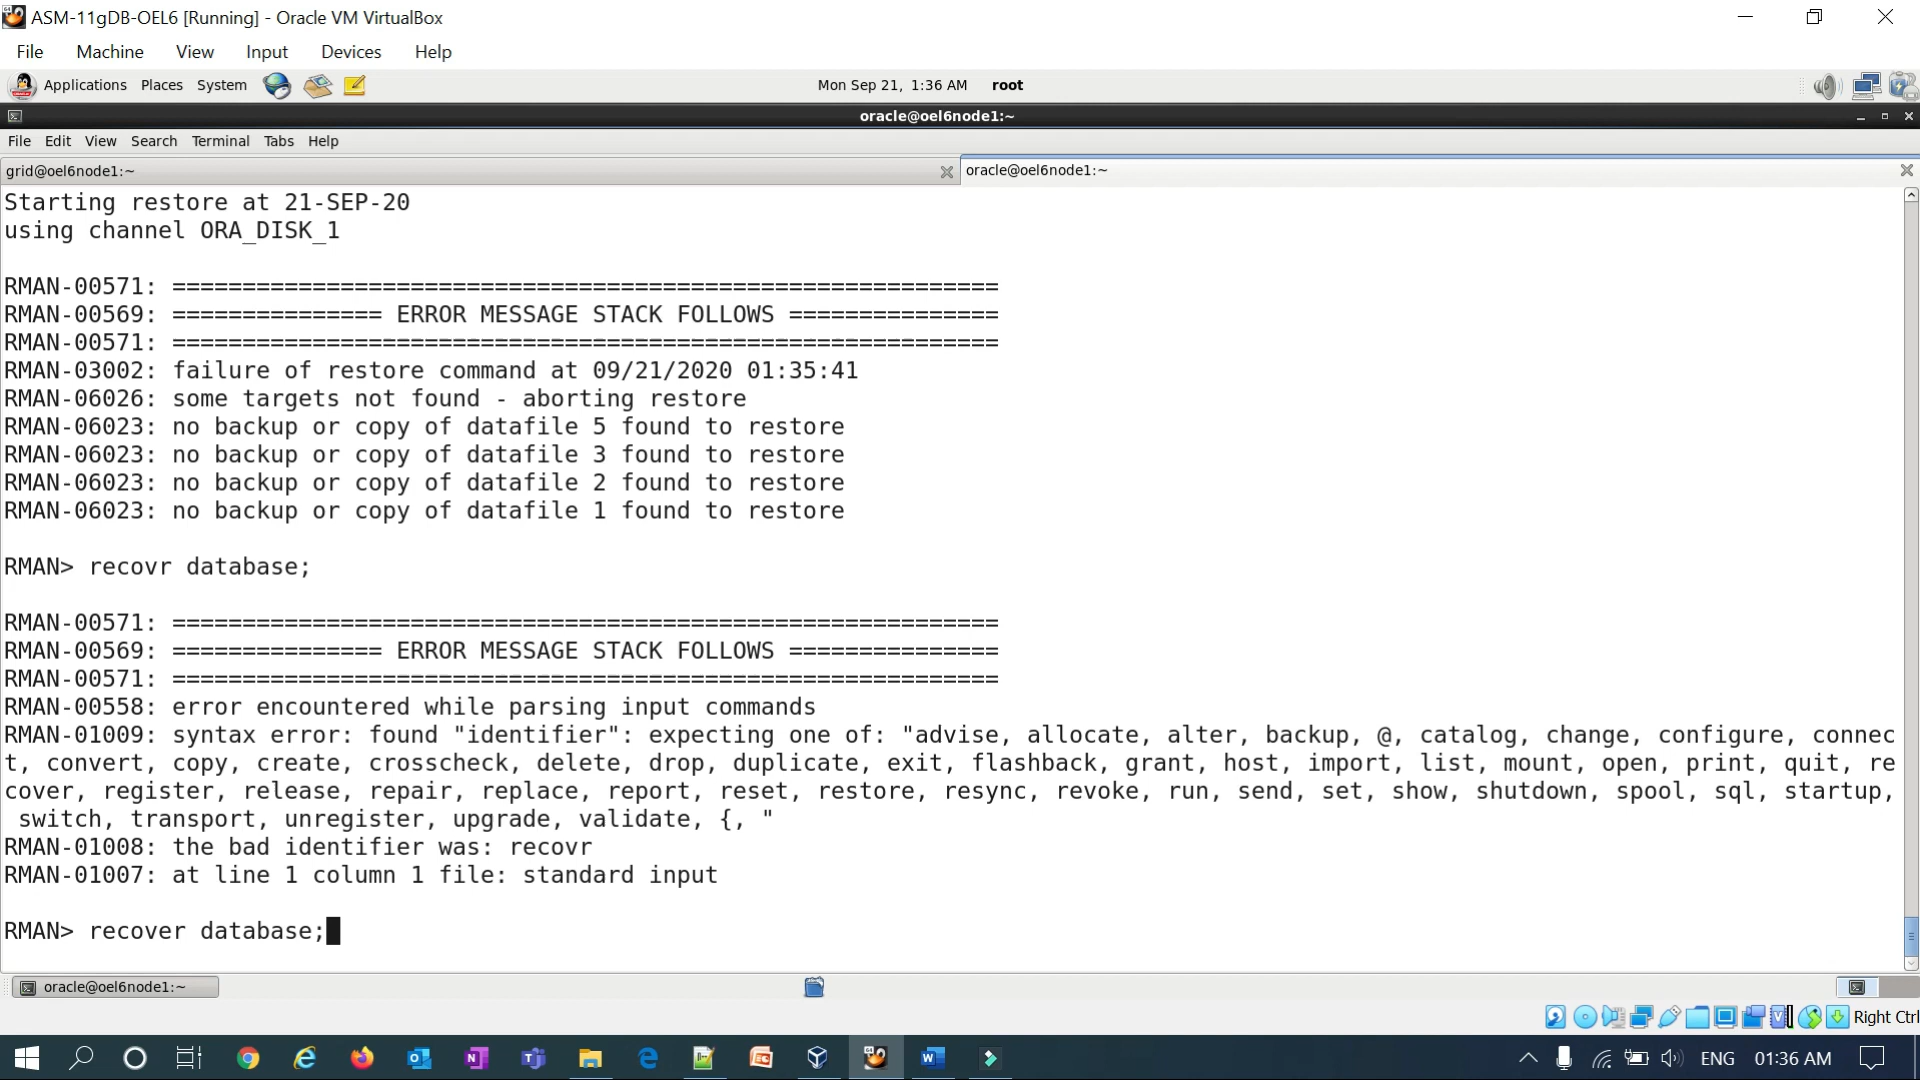 ASM-11gDB-OEL6 [Running] - Oracle VM VirtualBox
File Machine View Input Devices Help
Applications Places System Mon Sep 21, 1:36 AM root
oracle@oel6node1:~
File Edit View Search Terminal Tabs Help
grid@oel6node1:~ oracle@oel6node1:~
Starting restore at 21-SEP-20
using channel ORA_DISK_1
RMAN-00571: ===========================================================
RMAN-00569: =============== ERROR MESSAGE STACK FOLLOWS ===============
RMAN-00571: ===========================================================
RMAN-03002: failure of restore command at 09/21/2020 01:35:41
RMAN-06026: some targets not found - aborting restore
RMAN-06023: no backup or copy of datafile 5 found to restore
RMAN-06023: no backup or copy of datafile 3 found to restore
RMAN-06023: no backup or copy of datafile 2 found to restore
RMAN-06023: no backup or copy of datafile 1 found to restore
RMAN> recovr database;
RMAN-00571: ===========================================================
RMAN-00569: =============== ERROR MESSAGE STACK FOLLOWS ===============
RMAN-00571: ===========================================================
RMAN-00558: error encountered while parsing input commands
RMAN-01009: syntax error: found "identifier": expecting one of: "advise, allocate, alter, backup, @, catalog, change, configure, connec
t, convert, copy, create, crosscheck, delete, drop, duplicate, exit, flashback, grant, host, import, list, mount, open, print, quit, re
cover, register, release, repair, replace, report, reset, restore, resync, revoke, run, send, set, show, shutdown, spool, sql, startup,
switch, transport, unregister, upgrade, validate, {, "
RMAN-01008: the bad identifier was: recovr
RMAN-01007: at line 1 column 1 file: standard input
RMAN> recover database;
oracle@oel6node1:~
Right Ctrl
ENG 01:36 AM